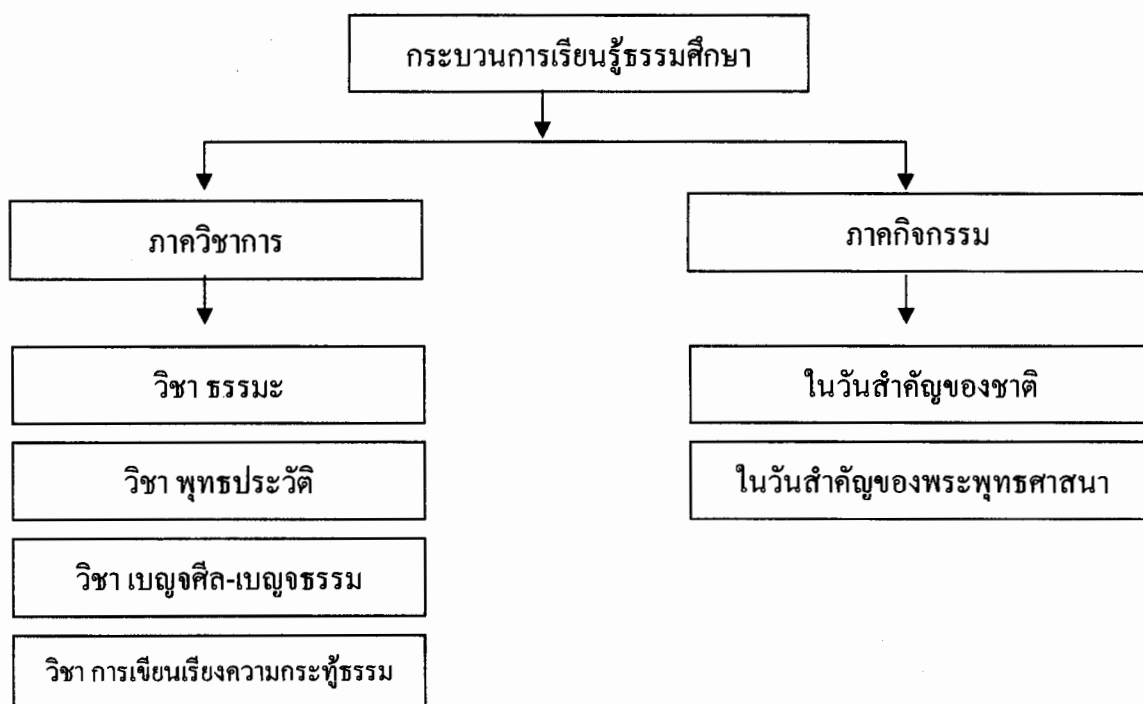 กระบวนการเรียนรู้ธรรมศึกษา
ภาควิชาการ
วิชา ธรรมะ
วิชา พุทธประวัติ
วิชา เบญจศีล-เบญจธรรม
วิชา การเขียนเรียงความกระทู้ธรรม
ภาคกิจกรรม
ในวันสำคัญของชาติ
ในวันสำคัญของพระพุทธศาสนา